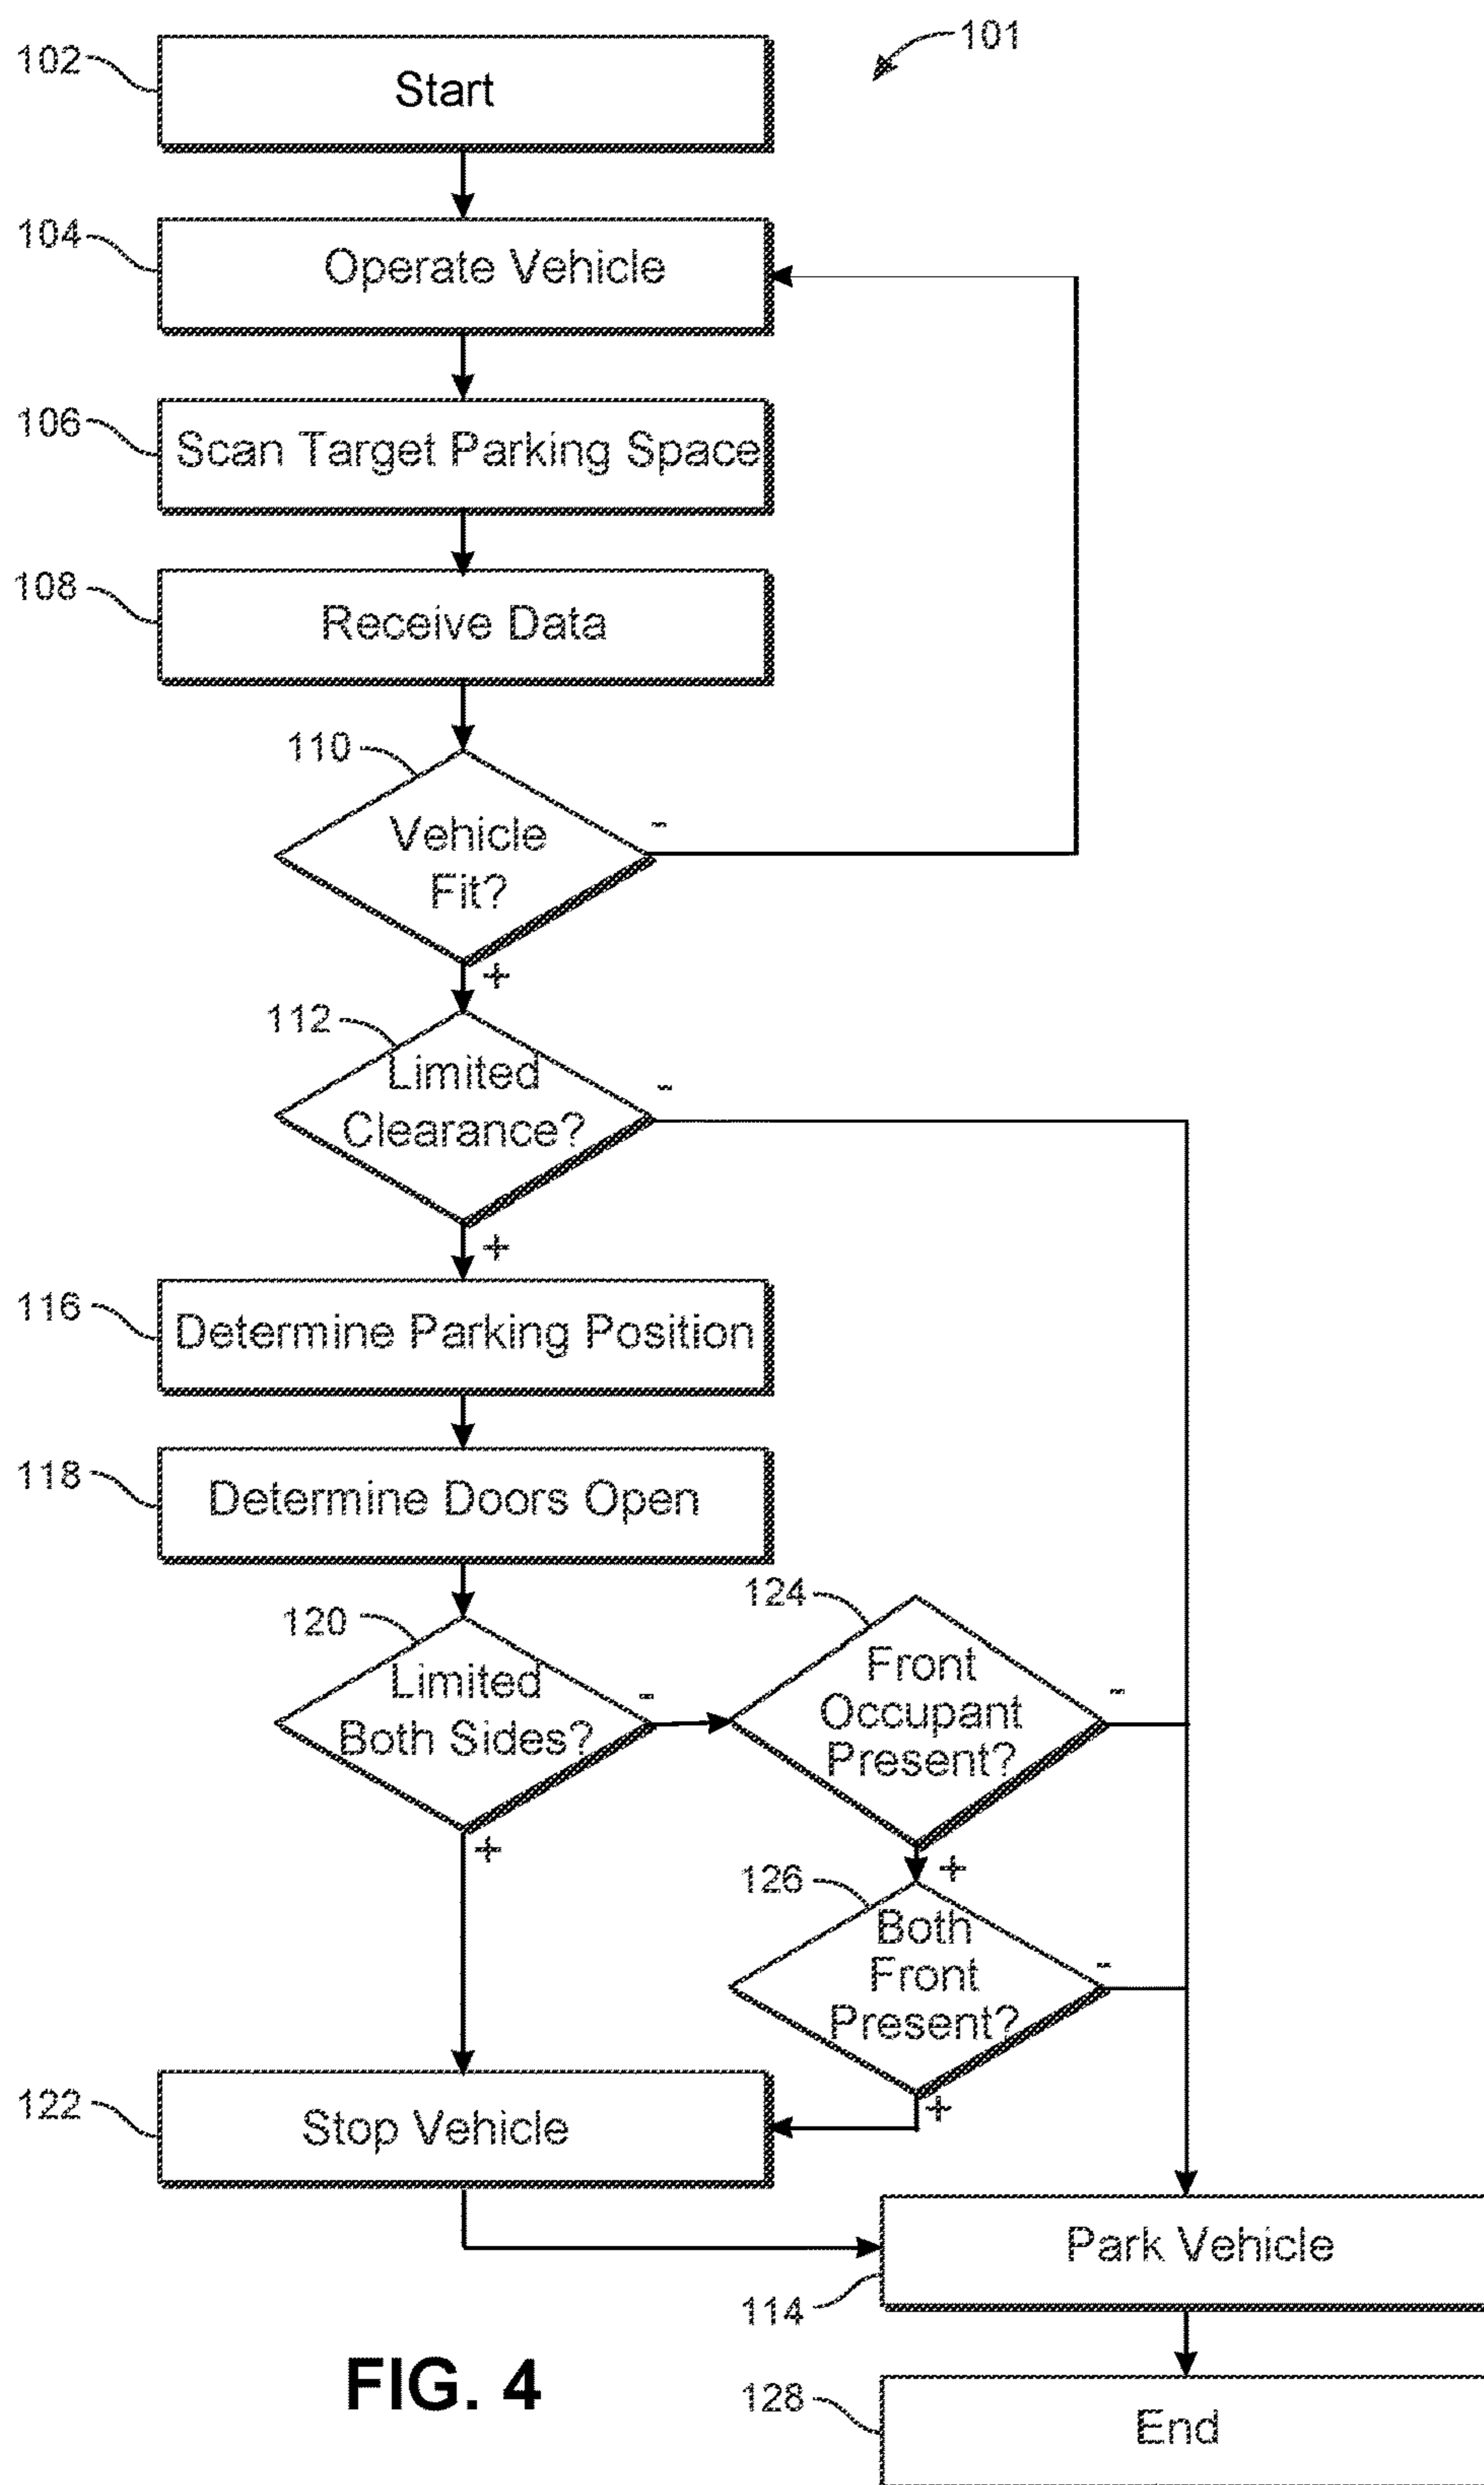 101
102
Start
104
Operate Vehicle
106
Scan Target Parking Space
108
Receive Data
110
Vehicle
Fit?
-
+
112
Limited
Clearance?
-
+
116
Determine Parking Position
118
Determine Doors Open
120
Limited
Both Sides?
-
+
124
Front
Occupant
Present?
-
+
126
Both
Front
Present?
-
+
122
Stop Vehicle
Park Vehicle
114
128
End
FIG. 4